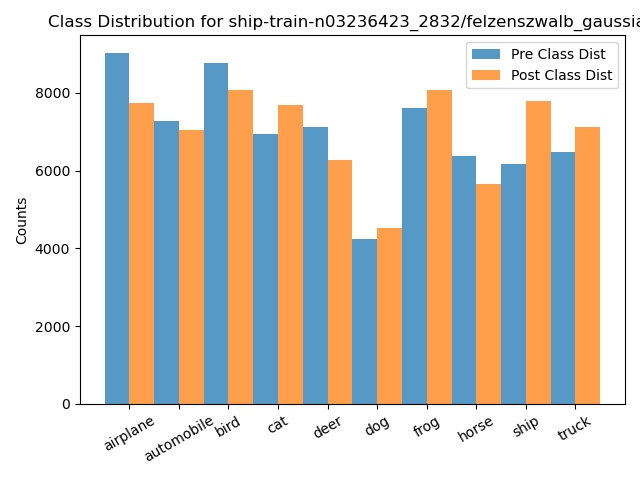 Class Distribution for ship-train-n03236423_2832/felzenszwalb_gaussia
Pre Class Dist
Post Class Dist
8000
6000
4000
2000
0
Counts
airplane
automobile
bird
cat
deer
dog
frog
horse
ship
truck